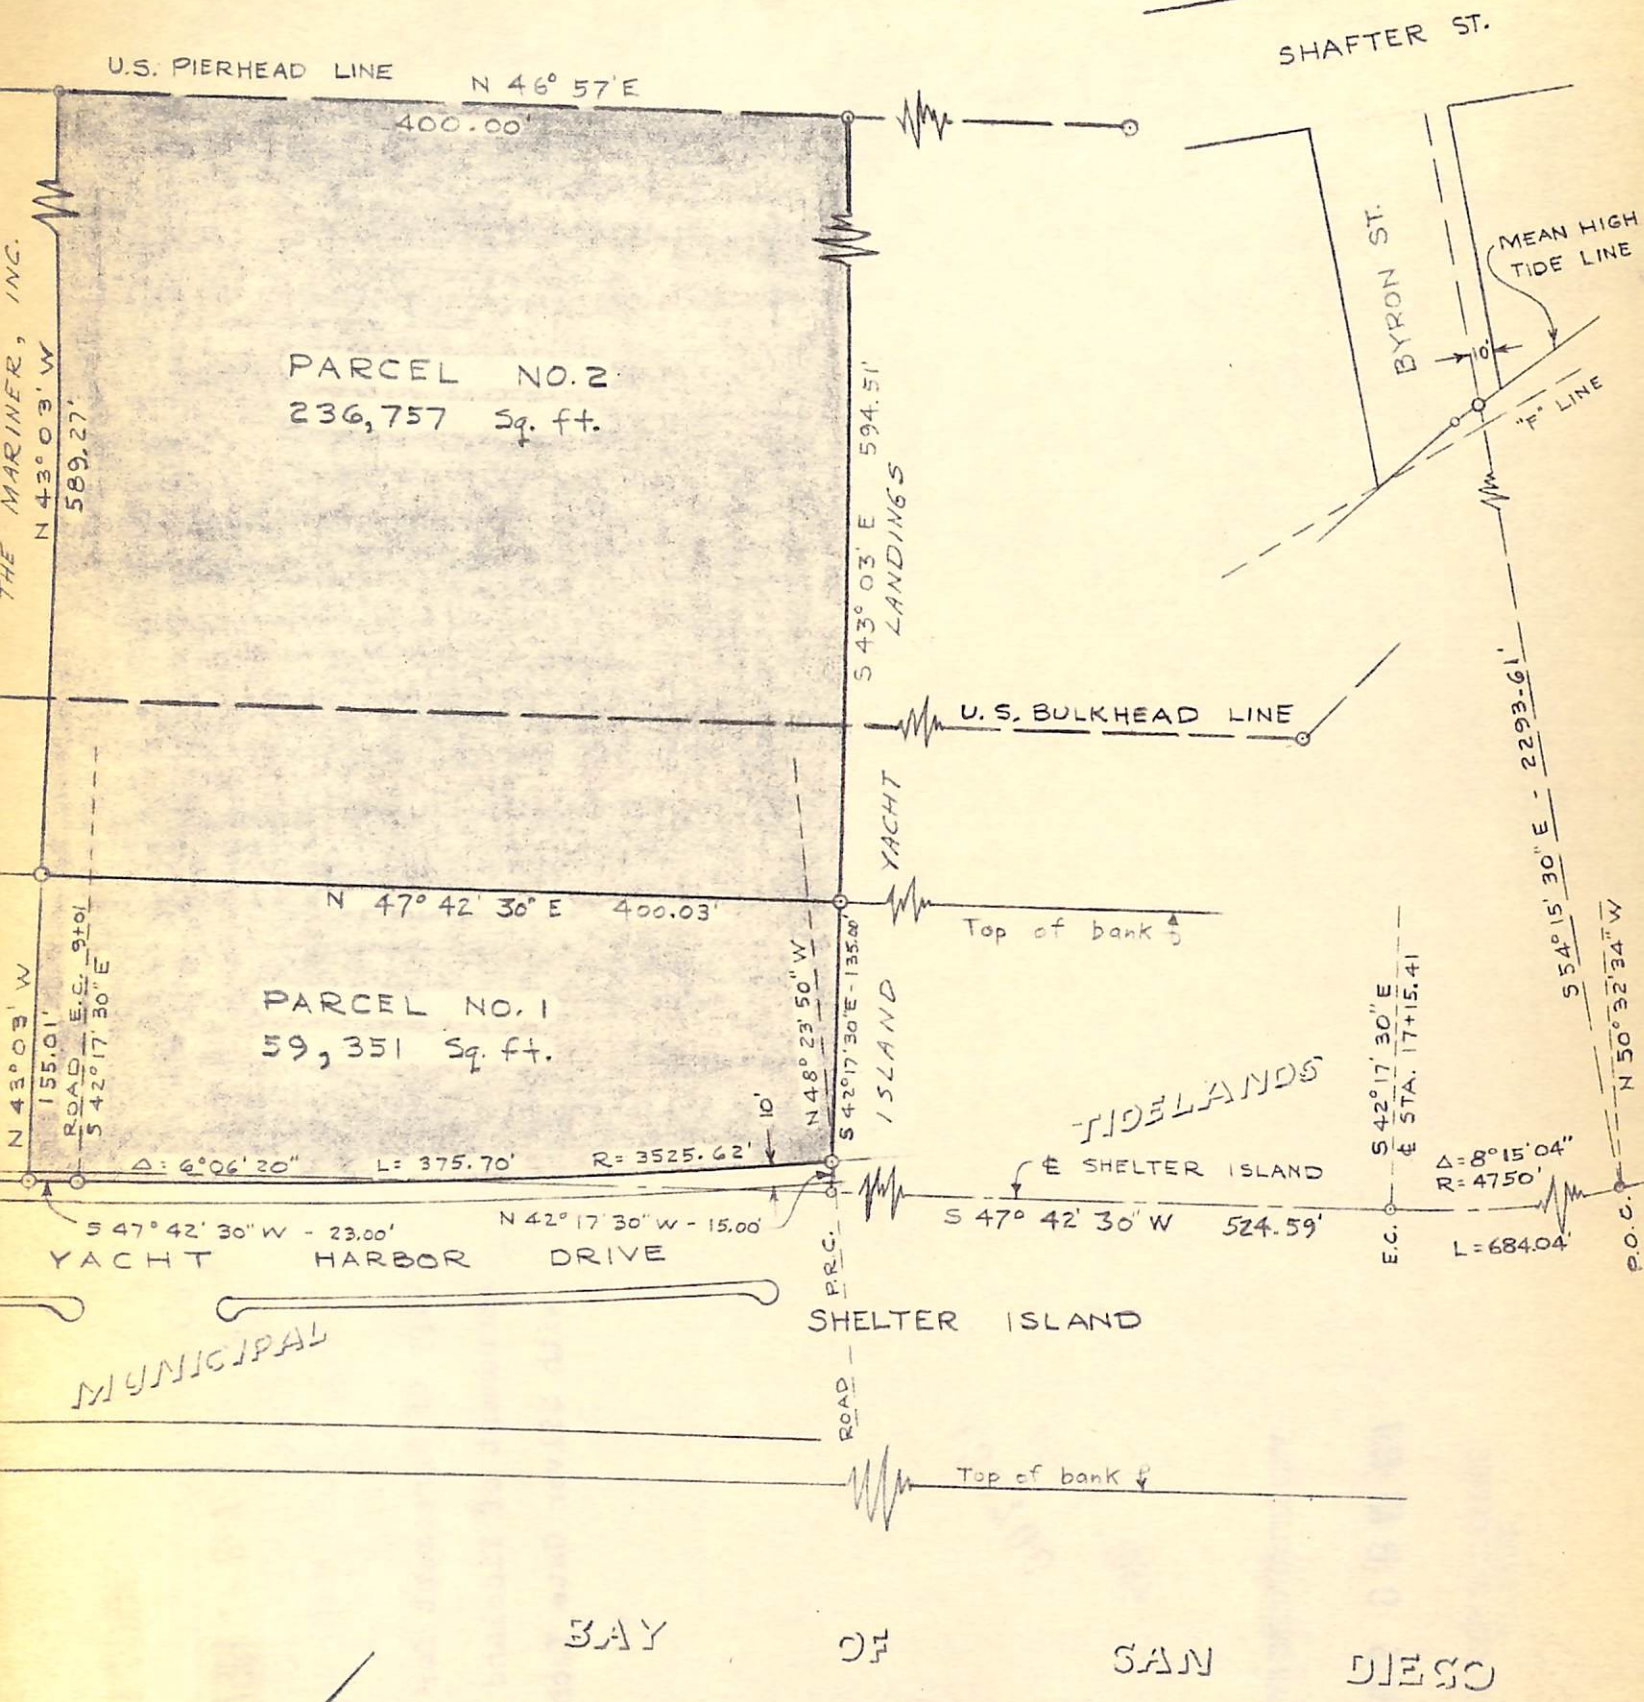 SHAFTER ST.
U.S. PIERHEAD LINE
N 46° 57' E
400.00'
BYRON ST.
MEAN HIGH
TIDE LINE
10'
"F" LINE
THE MARINER, INC.
N 43° 03' W
589.27'
PARCEL NO. 2
236,757 Sq. ft.
S 43° 03' E 594.51'
ISLAND YACHT LANDINGS
U.S. BULKHEAD LINE
S 54° 15' 30" E - 2293.61'
N 47° 42' 30" E 400.03'
Top of bank
N 43° 03' W
155.01'
ROAD E.C. 9+01
S 42° 17' 30" E
PARCEL NO. 1
59,351 Sq. ft.
N 48° 23' 50" W
S 42° 17' 30" E - 135.00'
10'
TIDELANDS
S 42° 17' 30" E
℄ STA. 17+15.41
N 50° 32' 34" W
Δ = 6° 06' 20" L = 375.70' R = 3525.62'
℄ SHELTER ISLAND
Δ = 8° 15' 04"
R = 4750'
S 47° 42' 30" W - 23.00'
N 42° 17' 30" W - 15.00'
S 47° 42' 30" W 524.59'
E.C.
L = 684.04'
P.O.C.
YACHT HARBOR DRIVE
ROAD P.R.C.
SHELTER ISLAND
MUNICIPAL
Top of bank
BAY OF SAN DIEGO